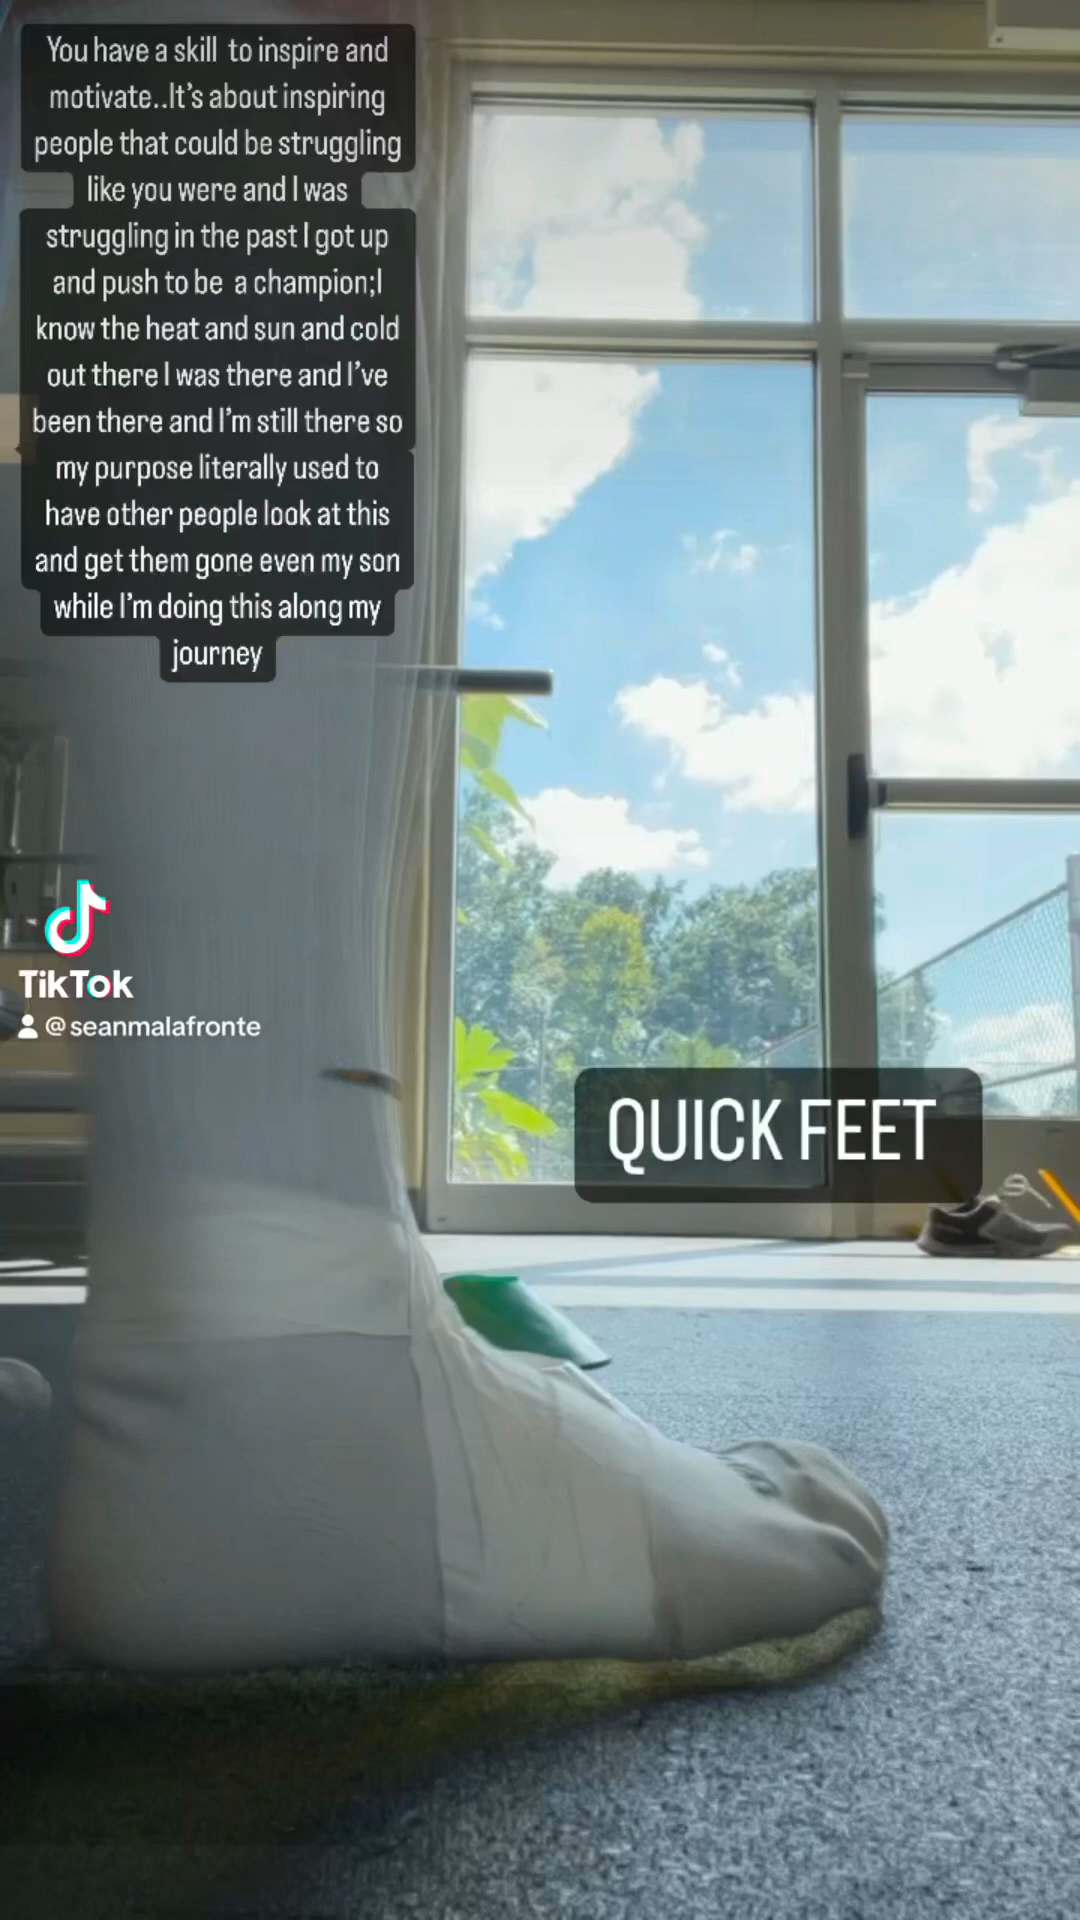 You have a skill to inspire and
motivate..It's about inspiring
people that could be struggling
like you were and I was
struggling in the past I got up
and push to be a champion;I
know the heat and sun and cold
out there I was there and I've
been there and I'm still there so
my purpose literally used to
have other people look at this
and get them gone even my son
while I'm doing this along my
journey
TikTok
@seanmalafronte
QUICK FEET